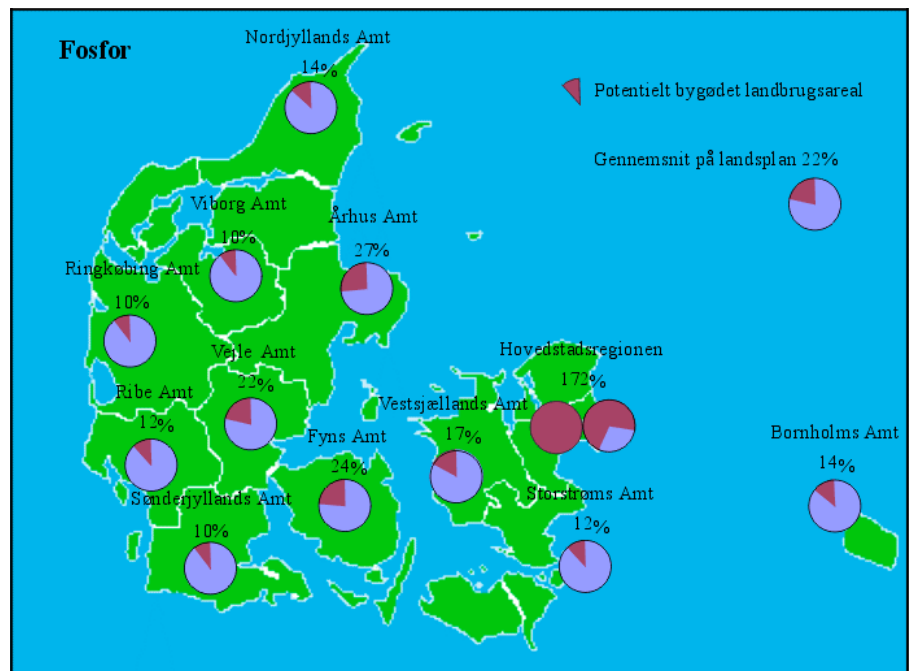 Fosfor
Nordjyllands Amt
14%
Potentielt bygødet landbrugsareal
Gennemsnit på landsplan 22%
Viborg Amt
10%
Århus Amt
27%
Ringkøbing Amt
10%
Vejle Amt
22%
Hovedstadsregionen
172%
Ribe Amt
12%
Vestsjællands Amt
17%
Fyns Amt
24%
Bornholms Amt
14%
Sønderjyllands Amt
10%
Storstrøms Amt
12%